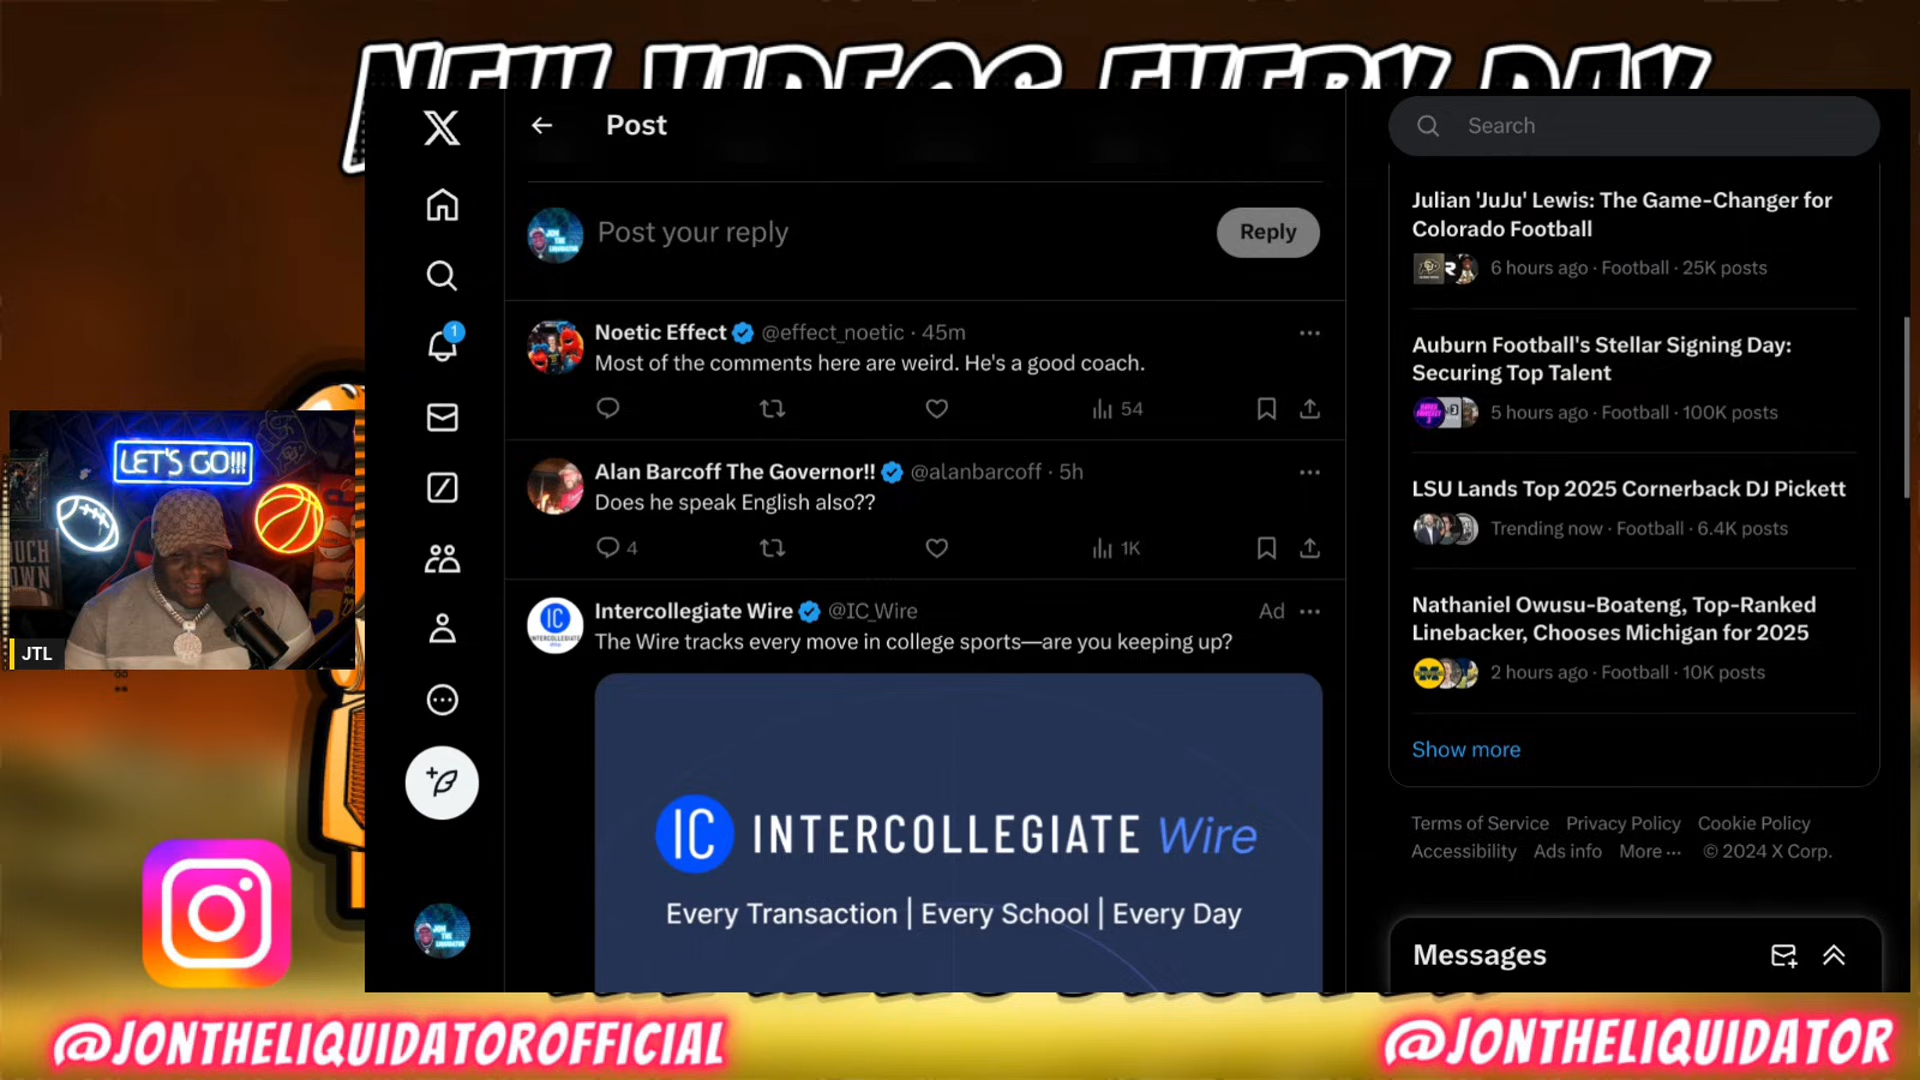 NEW VIDEOS EVERY DAY
Post
Search
Post your reply
Reply
Julian 'JuJu' Lewis: The Game-Changer for
Colorado Football
6 hours ago · Football · 25K posts
1
Noetic Effect @effect_noetic · 45m
Most of the comments here are weird. He's a good coach.
54
Auburn Football's Stellar Signing Day:
Securing Top Talent
5 hours ago · Football · 100K posts
Alan Barcoff The Governor!! @alanbarcoff · 5h
Does he speak English also??
4
1K
LSU Lands Top 2025 Cornerback DJ Pickett
Trending now · Football · 6.4K posts
Intercollegiate Wire @IC_Wire
Ad
The Wire tracks every move in college sports—are you keeping up?
Nathaniel Owusu-Boateng, Top-Ranked
Linebacker, Chooses Michigan for 2025
2 hours ago · Football · 10K posts
Show more
LET'S GO!!!
JTL
IC INTERCOLLEGIATE Wire
Every Transaction | Every School | Every Day
Terms of Service Privacy Policy Cookie Policy
Accessibility Ads info More ··· © 2024 X Corp.
Messages
@JONTHELIQUIDATOROFFICIAL
@JONTHELIQUIDATOR